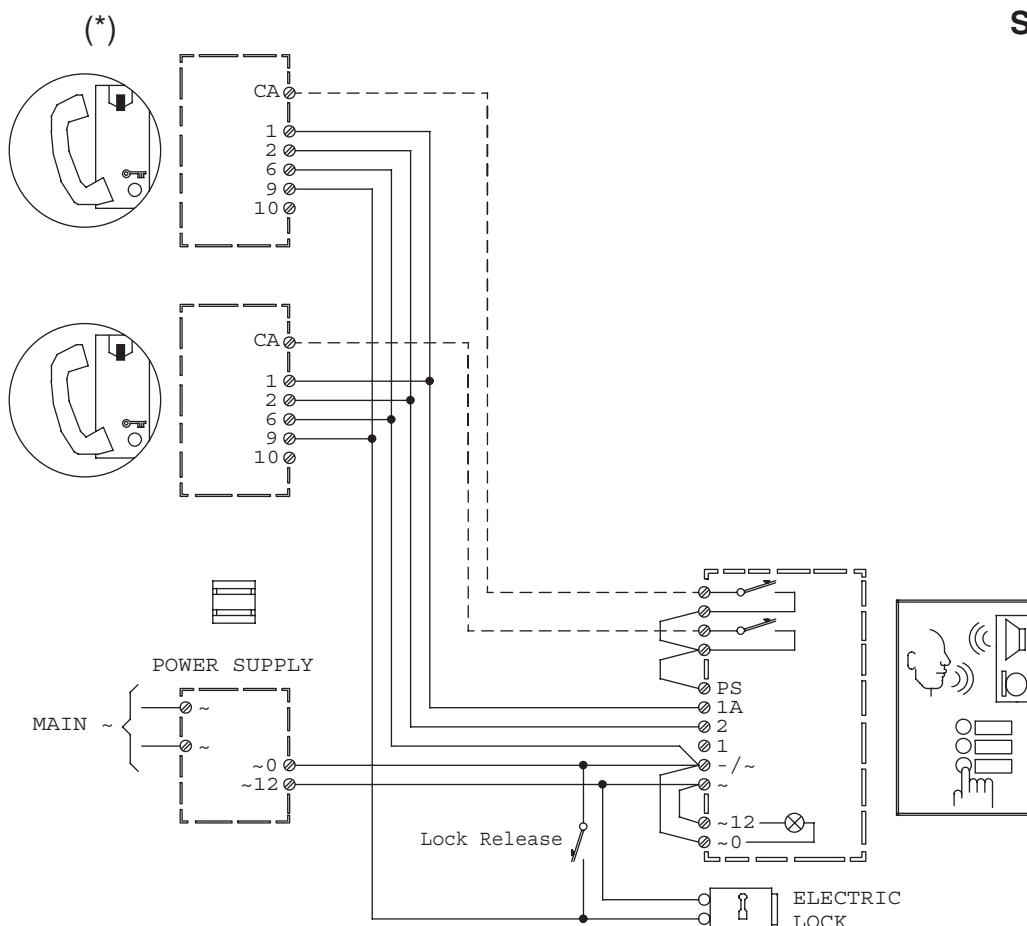 (*)
S
CA
1
2
6
9
10
CA
1
2
6
9
10
POWER SUPPLY
MAIN ~
~
~
~0
~12
PS
1A
2
1
-/~
~
~12
~0
Lock Release
ELECTRIC
LOCK